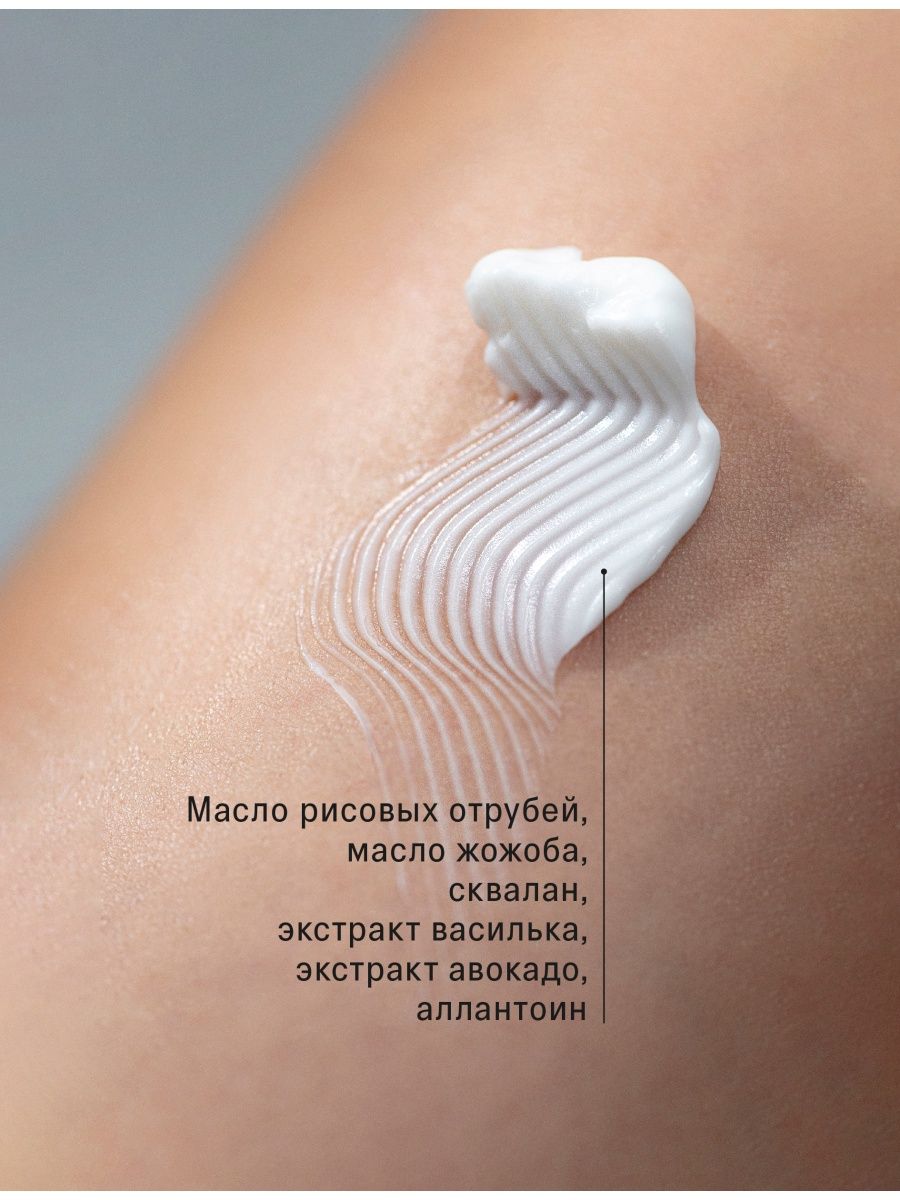 Масло рисовых отрубей,
масло жожоба,
сквалан,
экстракт василька,
экстракт авокадо,
аллантоин